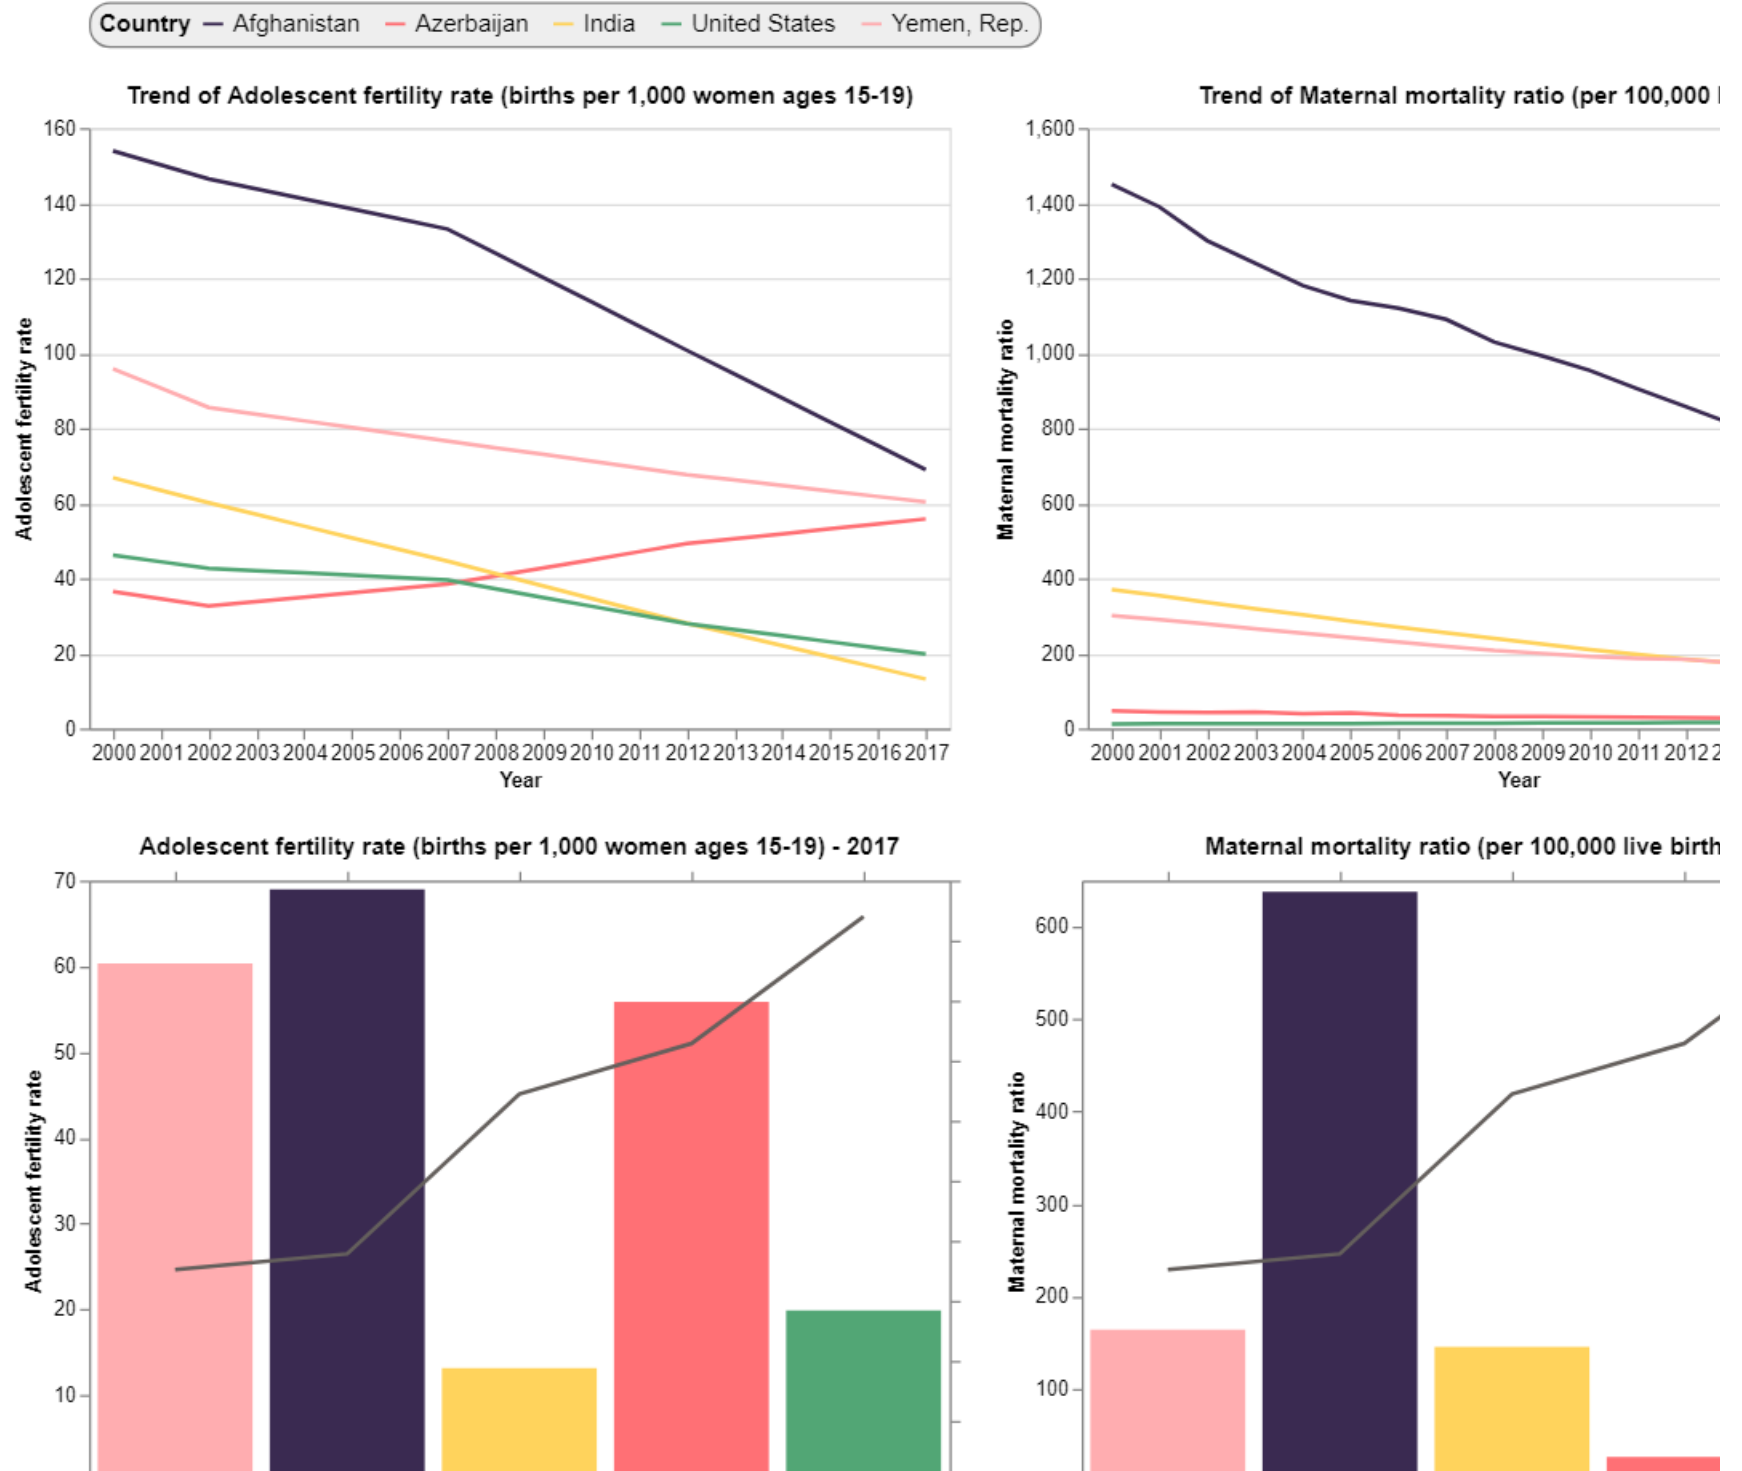 Country Afghanistan Azerbaijan India United States Yemen, Rep.
Trend of Adolescent fertility rate (births per 1,000 women ages 15-19)
160
140
120
100
80
60
40
20
0
Adolescent fertility rate
2000 2001 2002 2003 2004 2005 2006 2007 2008 2009 2010 2011 2012 2013 2014 2015 2016 2017
Year
Trend of Maternal mortality ratio (per 100,000
1,600
1,400
1,200
1,000
800
600
400
200
0
Maternal mortality ratio
2000 2001 2002 2003 2004 2005 2006 2007 2008 2009 2010 2011 2012
Year
Adolescent fertility rate (births per 1,000 women ages 15-19) - 2017
70
60
50
40
30
20
10
Adolescent fertility rate
Maternal mortality ratio (per 100,000 live birth
600
500
400
300
200
100
Maternal mortality ratio